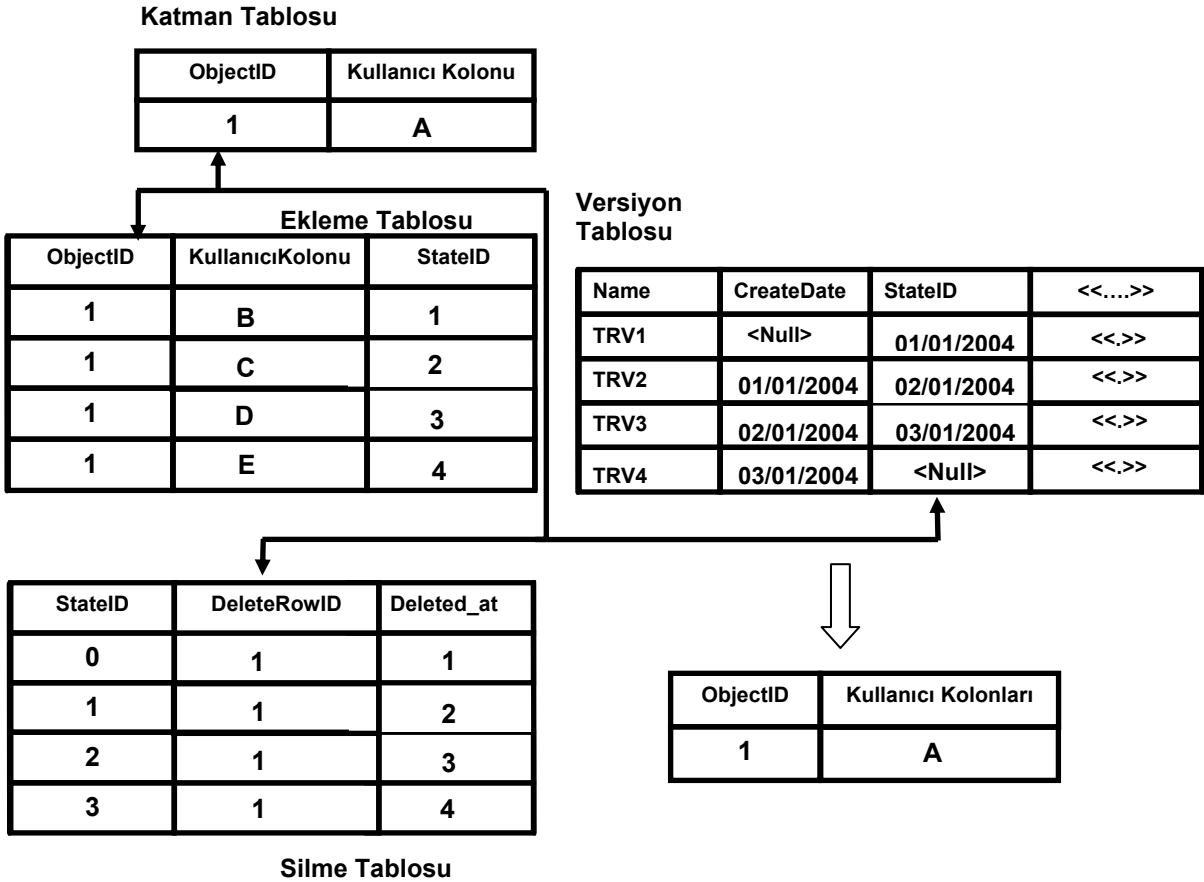 Katman Tablosu
ObjectID Kullanıcı Kolonu
1 A
Ekleme Tablosu
ObjectID KullanıcıKolonu StateID
1 B 1
1 C 2
1 D 3
1 E 4
Versiyon
Tablosu
Name CreateDate StateID <<....>>
TRV1 <Null> 01/01/2004 <<.>>
TRV2 01/01/2004 02/01/2004 <<.>>
TRV3 02/01/2004 03/01/2004 <<.>>
TRV4 03/01/2004 <Null> <<.>>
StateID DeleteRowID Deleted_at
0 1 1
1 1 2
2 1 3
3 1 4
Silme Tablosu
ObjectID Kullanıcı Kolonları
1 A